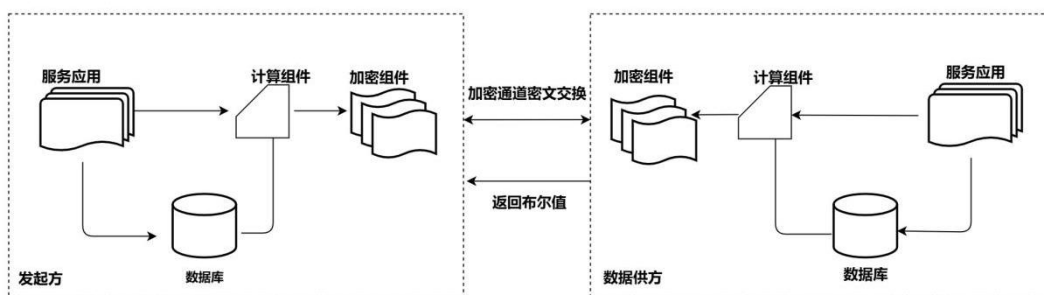 服务应用
计算组件
加密组件
数据库
发起方
加密通道密文交换
返回布尔值
加密组件
计算组件
服务应用
数据库
数据供方